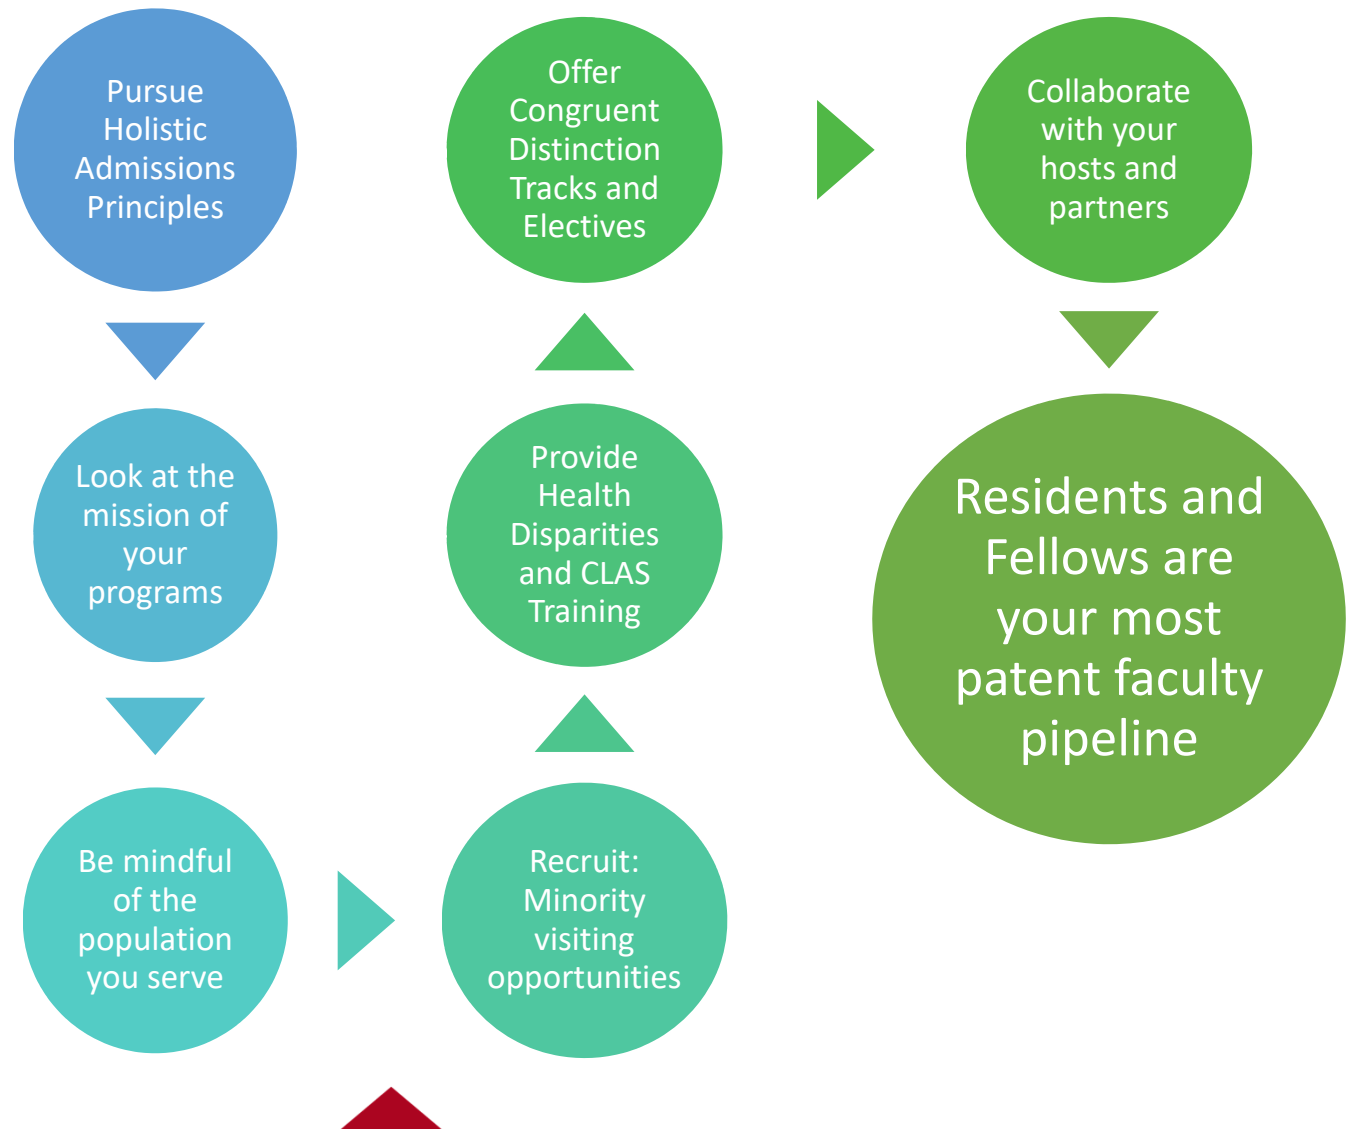 Pursue
Holistic
Admissions
Principles
Look at the
mission of
your
programs
Be mindful
of the
population
you serve
Recruit:
Minority
visiting
opportunities
Provide
Health
Disparities
and CLAS
Training
Offer
Congruent
Distinction
Tracks and
Electives
Collaborate
with your
hosts and
partners
Residents and
Fellows are
your most
patent faculty
pipeline